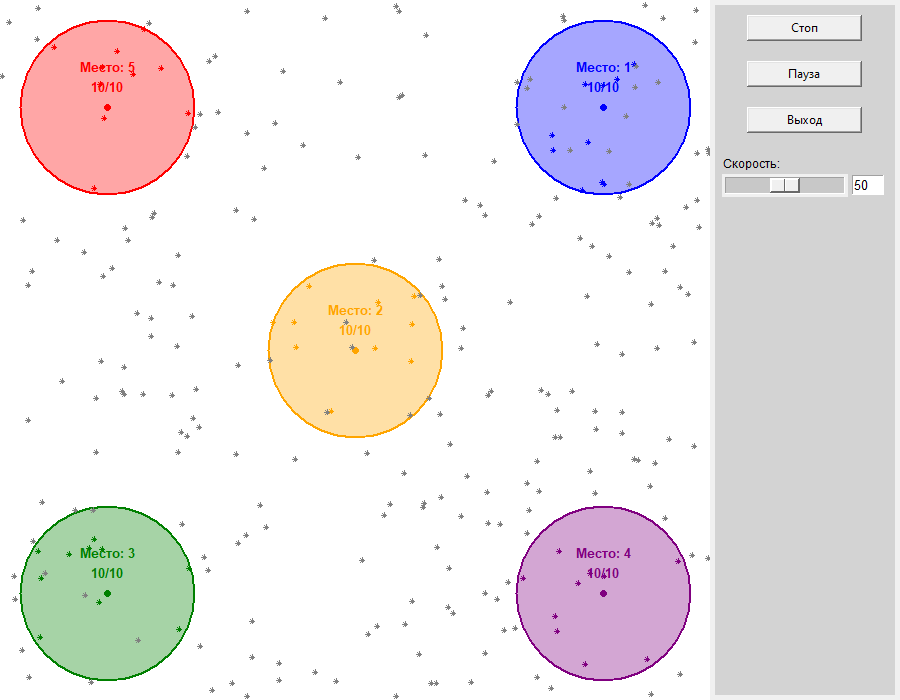 Место: 5
10/10
Место: 1
10/10
Место: 2
10/10
Место: 3
10/10
Место: 4
10/10
Стоп
Пауза
Выход
Скорость:
50